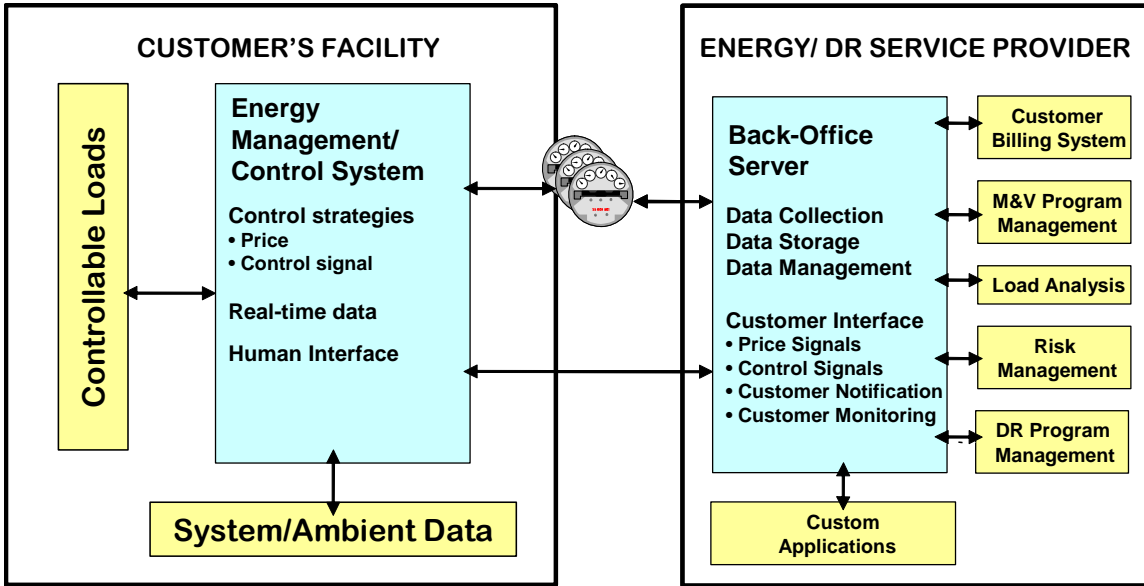 CUSTOMER’S FACILITY
Controllable Loads
Energy
Management/
Control System
Control strategies
• Price
• Control signal
Real-time data
Human Interface
System/Ambient Data
ENERGY/ DR SERVICE PROVIDER
Back-Office
Server
Data Collection
Data Storage
Data Management
Customer Interface
• Price Signals
• Control Signals
• Customer Notification
• Customer Monitoring
Customer
Billing System
M&V Program
Management
Load Analysis
Risk
Management
DR Program
Management
Custom
Applications